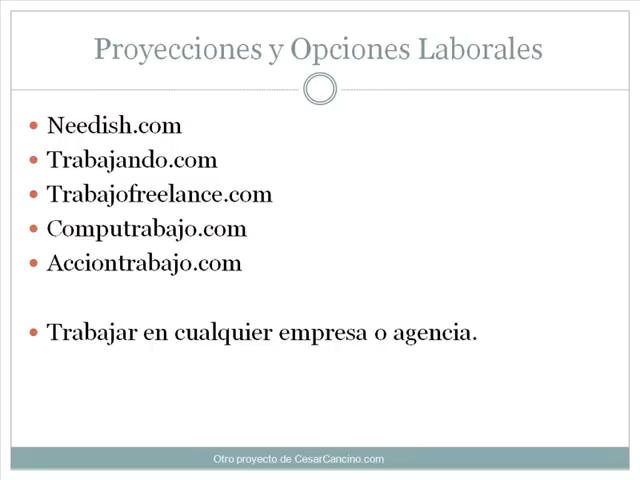 Proyecciones y Opciones Laborales
Needish.com
Trabajando.com
Trabajofreelance.com
Computrabajo.com
Acciontrabajo.com
Trabajar en cualquier empresa o agencia.
Otro proyecto de CesarCancino.com